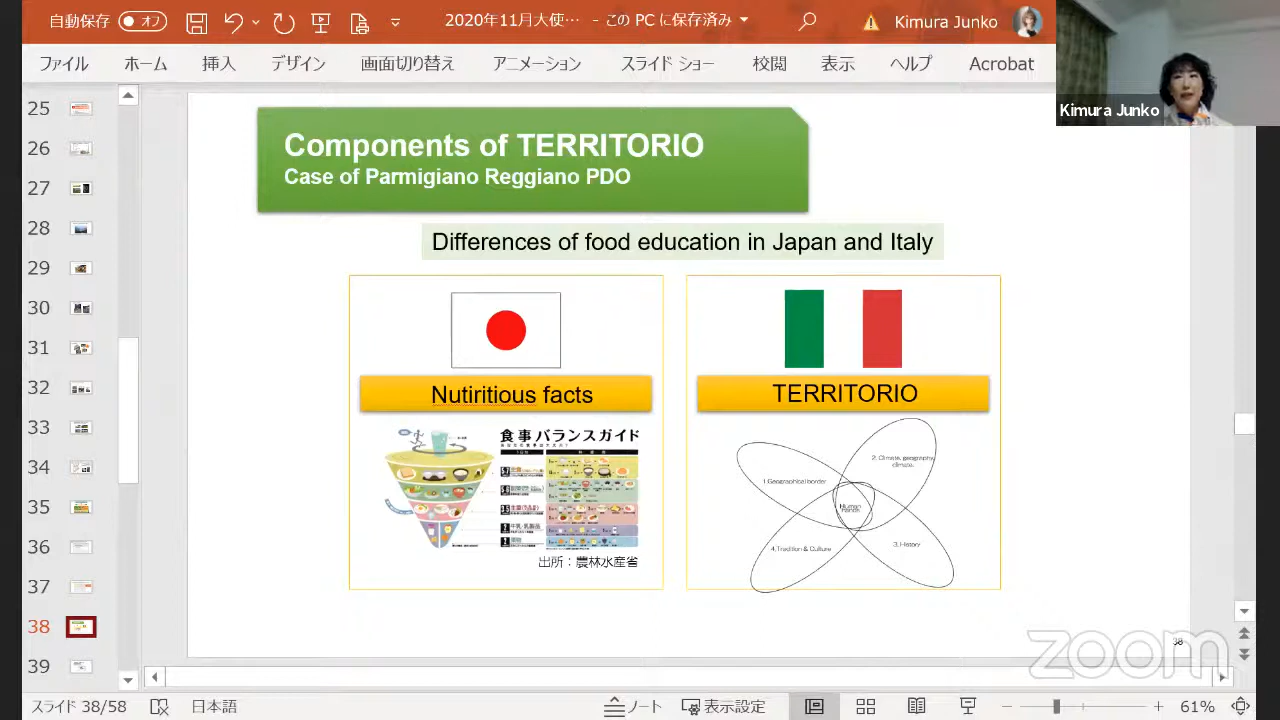 自動保存 オフ 2020年11月大使… - この PC に保存済み Kimura Junko
ファイル ホーム 挿入 デザイン 画面切り替え アニメーション スライド ショー 校閲 表示 ヘルプ Acrobat
Kimura Junko
25
26
27
28
29
30
31
32
33
34
35
36
37
38
39
Components of TERRITORIO
Case of Parmigiano Reggiano PDO
Differences of food education in Japan and Italy
Nutiritious facts
食事バランスガイド
出所：農林水産省
TERRITORIO
1.Geographical border
2. Climate, geography,
climate,
Human
3. History
4.Tradition & Culture
38
zoom
スライド 38/58 日本語 ノート 表示設定 61%